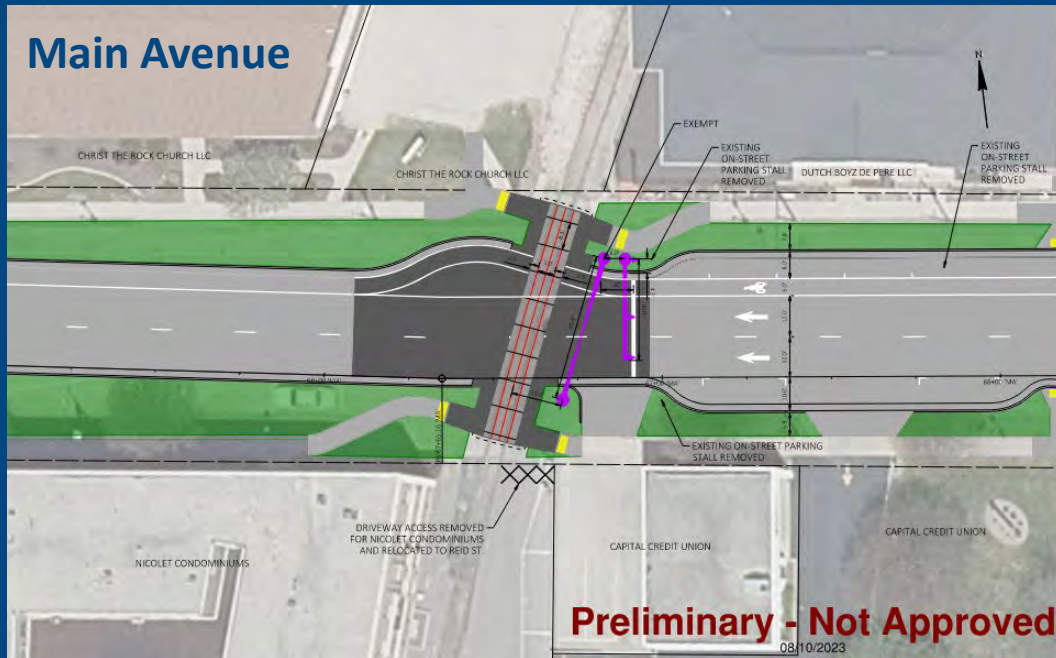 Main Avenue
N
EXEMPT
EXISTING
ON-STREET
PARKING STALL
REMOVED
EXISTING
ON-STREET
PARKING STALL
REMOVED
CHRIST THE ROCK CHURCH LLC
CHRIST THE ROCK CHURCH LLC
DUTCH BOYZ DE PERE LLC
EXISTING ON-STREET PARKING
STALL REMOVED
DRIVEWAY ACCESS REMOVED
FOR NICOLET CONDOMINIUMS
AND RELOCATED TO REID ST.
NICOLET CONDOMINIUMS
CAPITAL CREDIT UNION
CAPITAL CREDIT UNION
Preliminary - Not Approved
08/10/2023